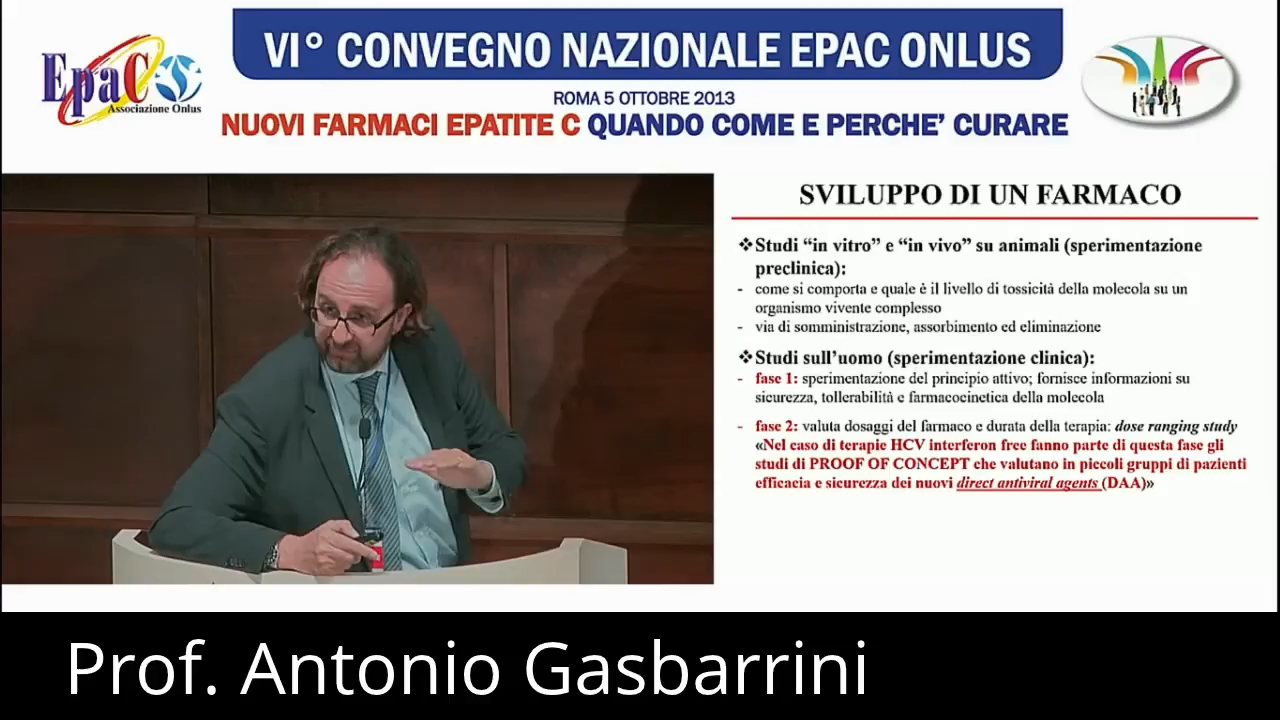 VI° CONVEGNO NAZIONALE EPAC ONLUS
EpaC
Associazione Onlus
ROMA 5 OTTOBRE 2013
NUOVI FARMACI EPATITE C QUANDO COME E PERCHE' CURARE
SVILUPPO DI UN FARMACO
❖Studi “in vitro” e “in vivo” su animali (sperimentazione
preclinica):
- come si comporta e quale è il livello di tossicità della molecola su un
organismo vivente complesso
- via di somministrazione, assorbimento ed eliminazione
❖Studi sull’uomo (sperimentazione clinica):
- fase 1: sperimentazione del principio attivo; fornisce informazioni su
sicurezza, tollerabilità e farmacocinetica della molecola
- fase 2: valuta dosaggi del farmaco e durata della terapia: dose ranging study
«Nel caso di terapie HCV interferon free fanno parte di questa fase gli
studi di PROOF OF CONCEPT che valutano in piccoli gruppi di pazienti
efficacia e sicurezza dei nuovi direct antiviral agents (DAA)»
Prof. Antonio Gasbarrini